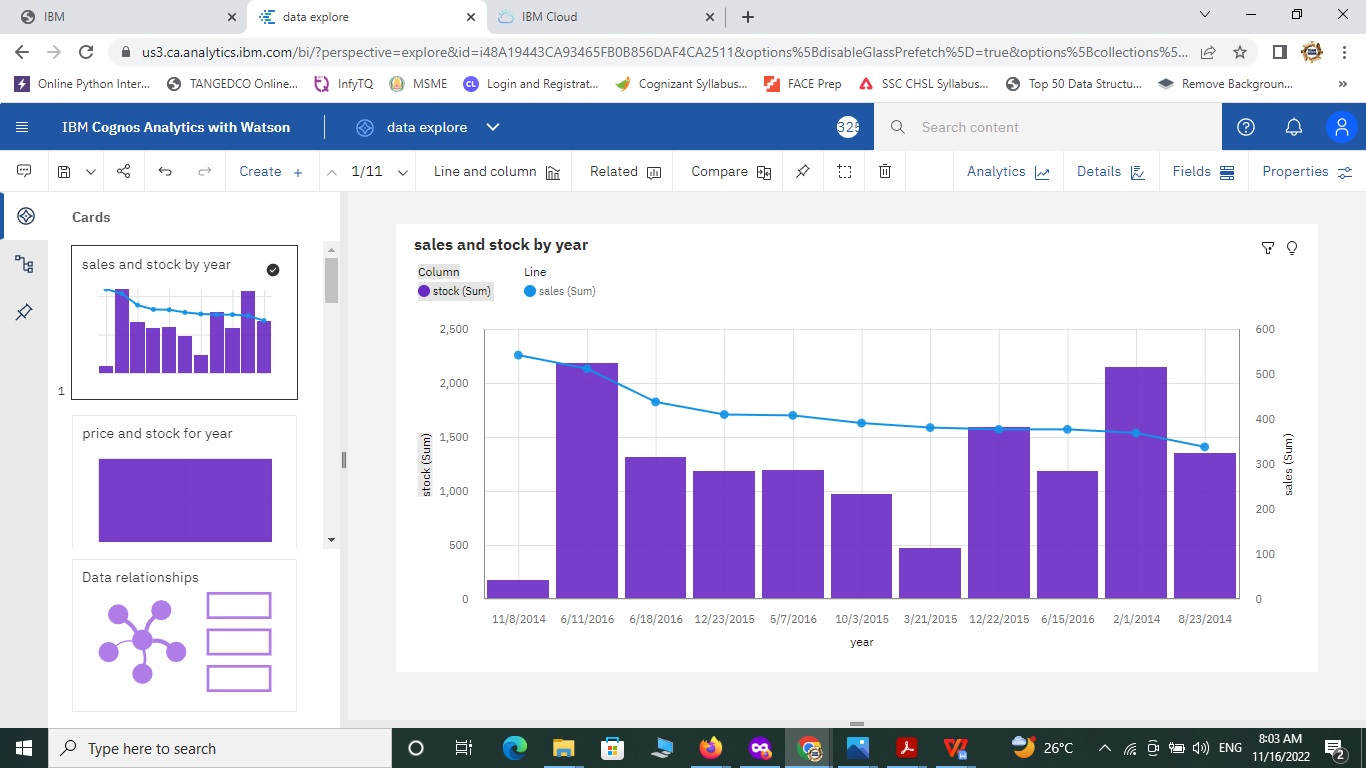 IBM
data explore
IBM Cloud
us3.ca.analytics.ibm.com/bi/?perspective=explore&id=i48A19443CA93465FB0B856DAF4CA2511&options%5BdisableGlassPrefetch%5D=true&options%5Bcollections%5...
Online Python Inter...
TANGEDCO Online...
InfyTQ
MSME
CL
Login and Registrat...
Cognizant Syllabus...
FACE Prep
SSC CHSL Syllabus...
Top 50 Data Structu...
Remove Backgroun...
IBM Cognos Analytics with Watson
data explore
Search content
Create +
1/11
Line and column
Related
Compare
Analytics
Details
Fields
Properties
Cards
sales and stock by year
1
price and stock for year
Data relationships
sales and stock by year
Column
Line
stock (Sum)
sales (Sum)
2,500
2,000
1,500
1,000
500
0
stock (Sum)
600
500
400
300
200
100
0
sales (Sum)
11/8/2014 6/11/2016 6/18/2016 12/23/2015 5/7/2016 10/3/2015 3/21/2015 12/22/2015 6/15/2016 2/1/2014 8/23/2014
year
Type here to search
26°C
ENG
8:03 AM
11/16/2022
2